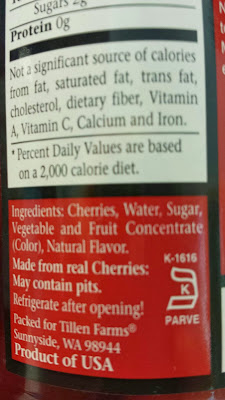 Sugars 2g
Protein 0g
Not a significant source of calories
from fat, saturated fat, trans fat,
cholesterol, dietary fiber, Vitamin
A, Vitamin C, Calcium and Iron.
* Percent Daily Values are based
on a 2,000 calorie diet.
Ingredients: Cherries, Water, Sugar,
Vegetable and Fruit Concentrate
(Color), Natural Flavor.
Made from real Cherries:
May contain pits.
Refrigerate after opening!
Packed for Tillen Farms®
Sunnyside, WA 98944
Product of USA
K-1616
K
PARVE